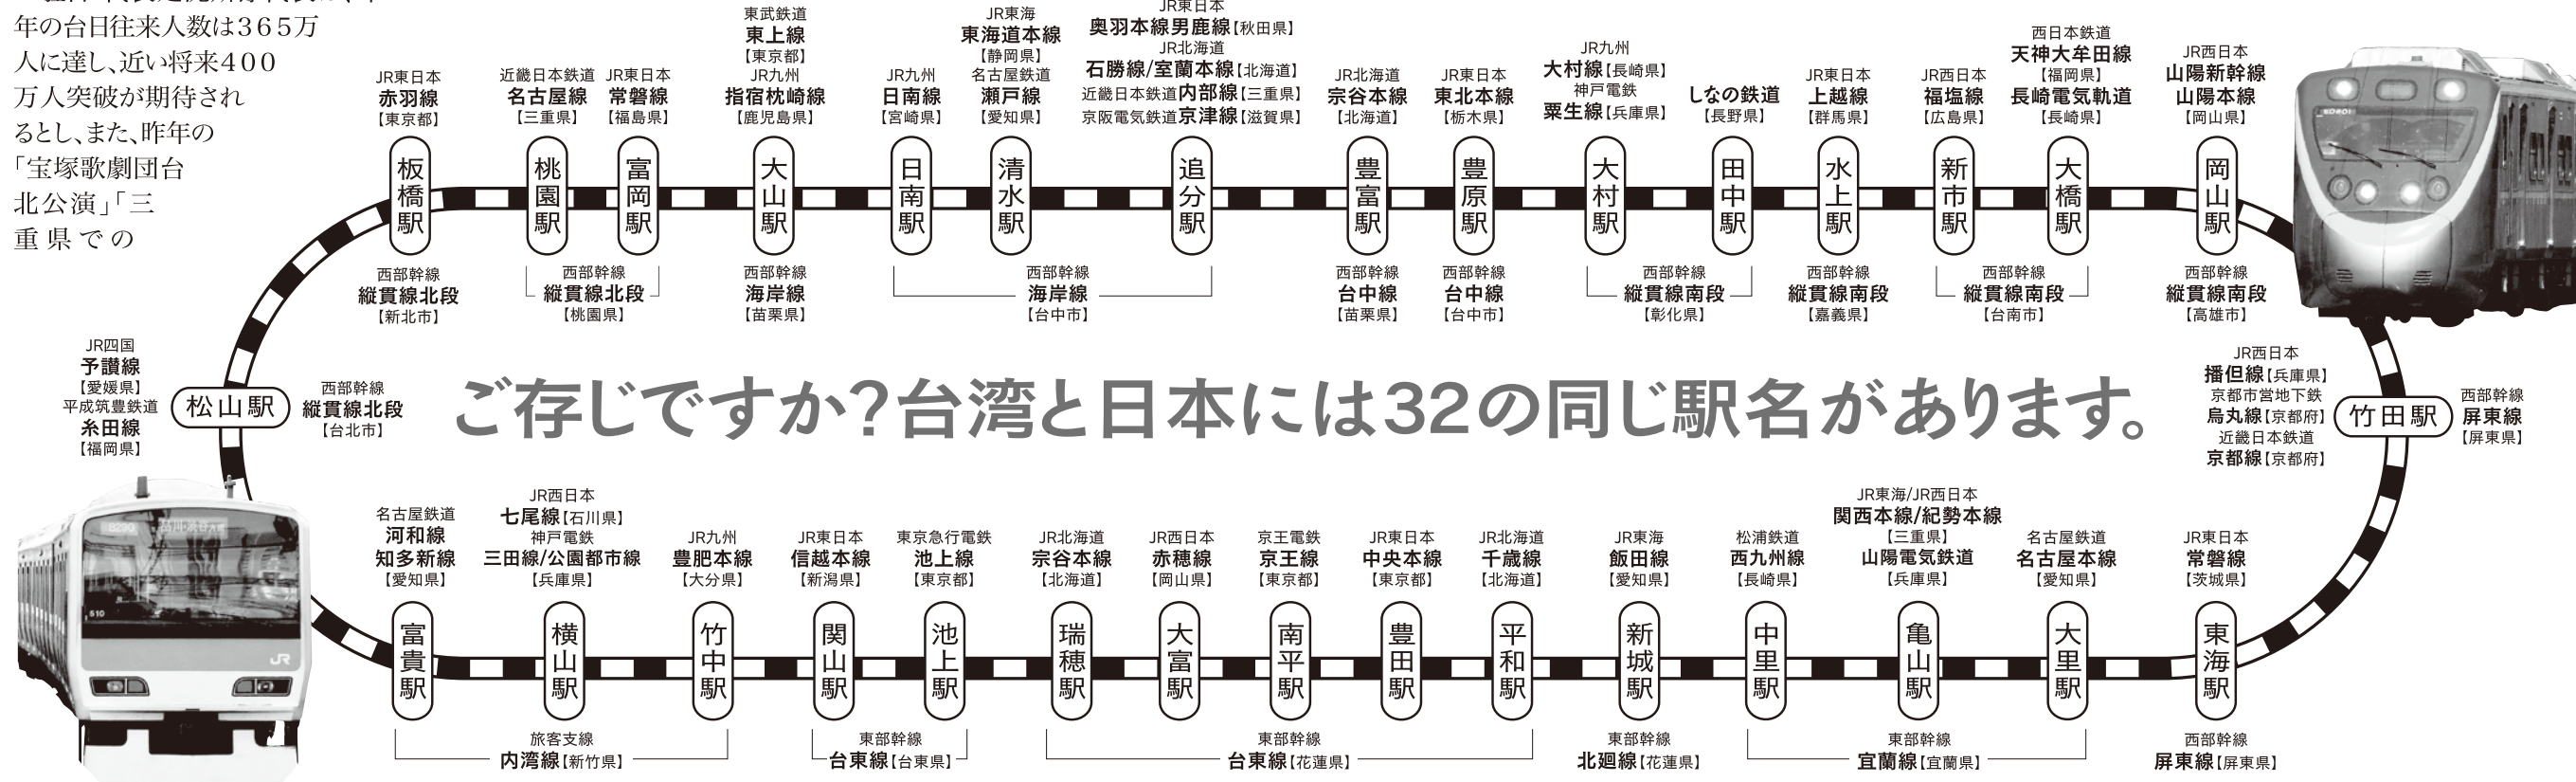 年の台日往来人数は365万
人に達し、近い将来400
万人突破が期待され
るとし、また、昨年の
「宝塚歌劇団台
北公演」「三
重県での
JR東日本
赤羽線
【東京都】
板橋駅
西部幹線
縦貫線北段
【新北市】
近畿日本鉄道
名古屋線
【三重県】
桃園駅
JR東日本
常磐線
【福島県】
富岡駅
西部幹線
縦貫線北段
【桃園県】
東武鉄道
東上線
【東京都】
JR九州
指宿枕崎線
【鹿児島県】
大山駅
西部幹線
海岸線
【苗栗県】
JR九州
日南線
【宮崎県】
日南駅
JR東海
東海道本線
【静岡県】
名古屋鉄道
瀬戸線
【愛知県】
清水駅
JR東日本
奥羽本線男鹿線【秋田県】
JR北海道
石勝線/室蘭本線【北海道】
近畿日本鉄道内部線【三重県】
京阪電気鉄道京津線【滋賀県】
追分駅
西部幹線
海岸線
【台中市】
JR北海道
宗谷本線
【北海道】
豊富駅
西部幹線
台中線
【苗栗県】
JR東日本
東北本線
【栃木県】
豊原駅
西部幹線
台中線
【台中市】
JR九州
大村線【長崎県】
神戸電鉄
粟生線【兵庫県】
大村駅
しなの鉄道
【長野県】
田中駅
西部幹線
縦貫線南段
【彰化県】
JR東日本
上越線
【群馬県】
水上駅
西部幹線
縦貫線南段
【嘉義県】
JR西日本
福塩線
【広島県】
新市駅
西日本鉄道
天神大牟田線
【福岡県】
長崎電気軌道
【長崎県】
大橋駅
西部幹線
縦貫線南段
【台南市】
JR西日本
山陽新幹線
山陽本線
【岡山県】
岡山駅
西部幹線
縦貫線南段
【高雄市】
JR四国
予讃線
【愛媛県】
平成筑豊鉄道
糸田線
【福岡県】
松山駅
西部幹線
縦貫線北段
【台北市】
ご存じですか？台湾と日本には32の同じ駅名があります。
JR西日本
播但線【兵庫県】
京都市営地下鉄
烏丸線【京都府】
近畿日本鉄道
京都線【京都府】
竹田駅
西部幹線
屏東線
【屏東県】
名古屋鉄道
河和線
知多新線
【愛知県】
富貴駅
JR西日本
七尾線【石川県】
神戸電鉄
三田線/公園都市線
【兵庫県】
横山駅
JR九州
豊肥本線
【大分県】
竹中駅
旅客支線
内湾線【新竹県】
JR東日本
信越本線
【新潟県】
関山駅
東京急行電鉄
池上線
【東京都】
池上駅
東部幹線
台東線【台東県】
JR北海道
宗谷本線
【北海道】
瑞穂駅
JR西日本
赤穂線
【岡山県】
大富駅
京王電鉄
京王線
【東京都】
南平駅
JR東日本
中央本線
【東京都】
豊田駅
JR北海道
千歳線
【北海道】
平和駅
東部幹線
台東線【花蓮県】
JR東海
飯田線
【愛知県】
新城駅
東部幹線
北廻線【花蓮県】
松浦鉄道
西九州線
【長崎県】
中里駅
JR東海/JR西日本
関西本線/紀勢本線
【三重県】
山陽電気鉄道
【兵庫県】
亀山駅
名古屋鉄道
名古屋本線
【愛知県】
大里駅
東部幹線
宜蘭線【宜蘭県】
JR東日本
常磐線
【茨城県】
東海駅
西部幹線
屏東線【屏東県】
510
JR